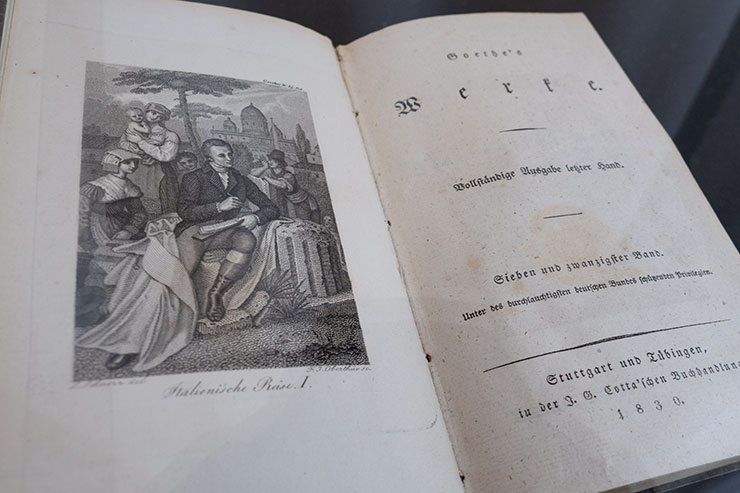 Italienische Reise. I.
Goethe's
Werke.
Vollständige Ausgabe letzter Hand.
Sieben und zwanzigster Band.
Unter des durchlauchtigsten deutschen Bundes schützenden Privilegien.
Stuttgart und Tübingen,
in der J. G. Cotta'schen Buchhandlung
1830.